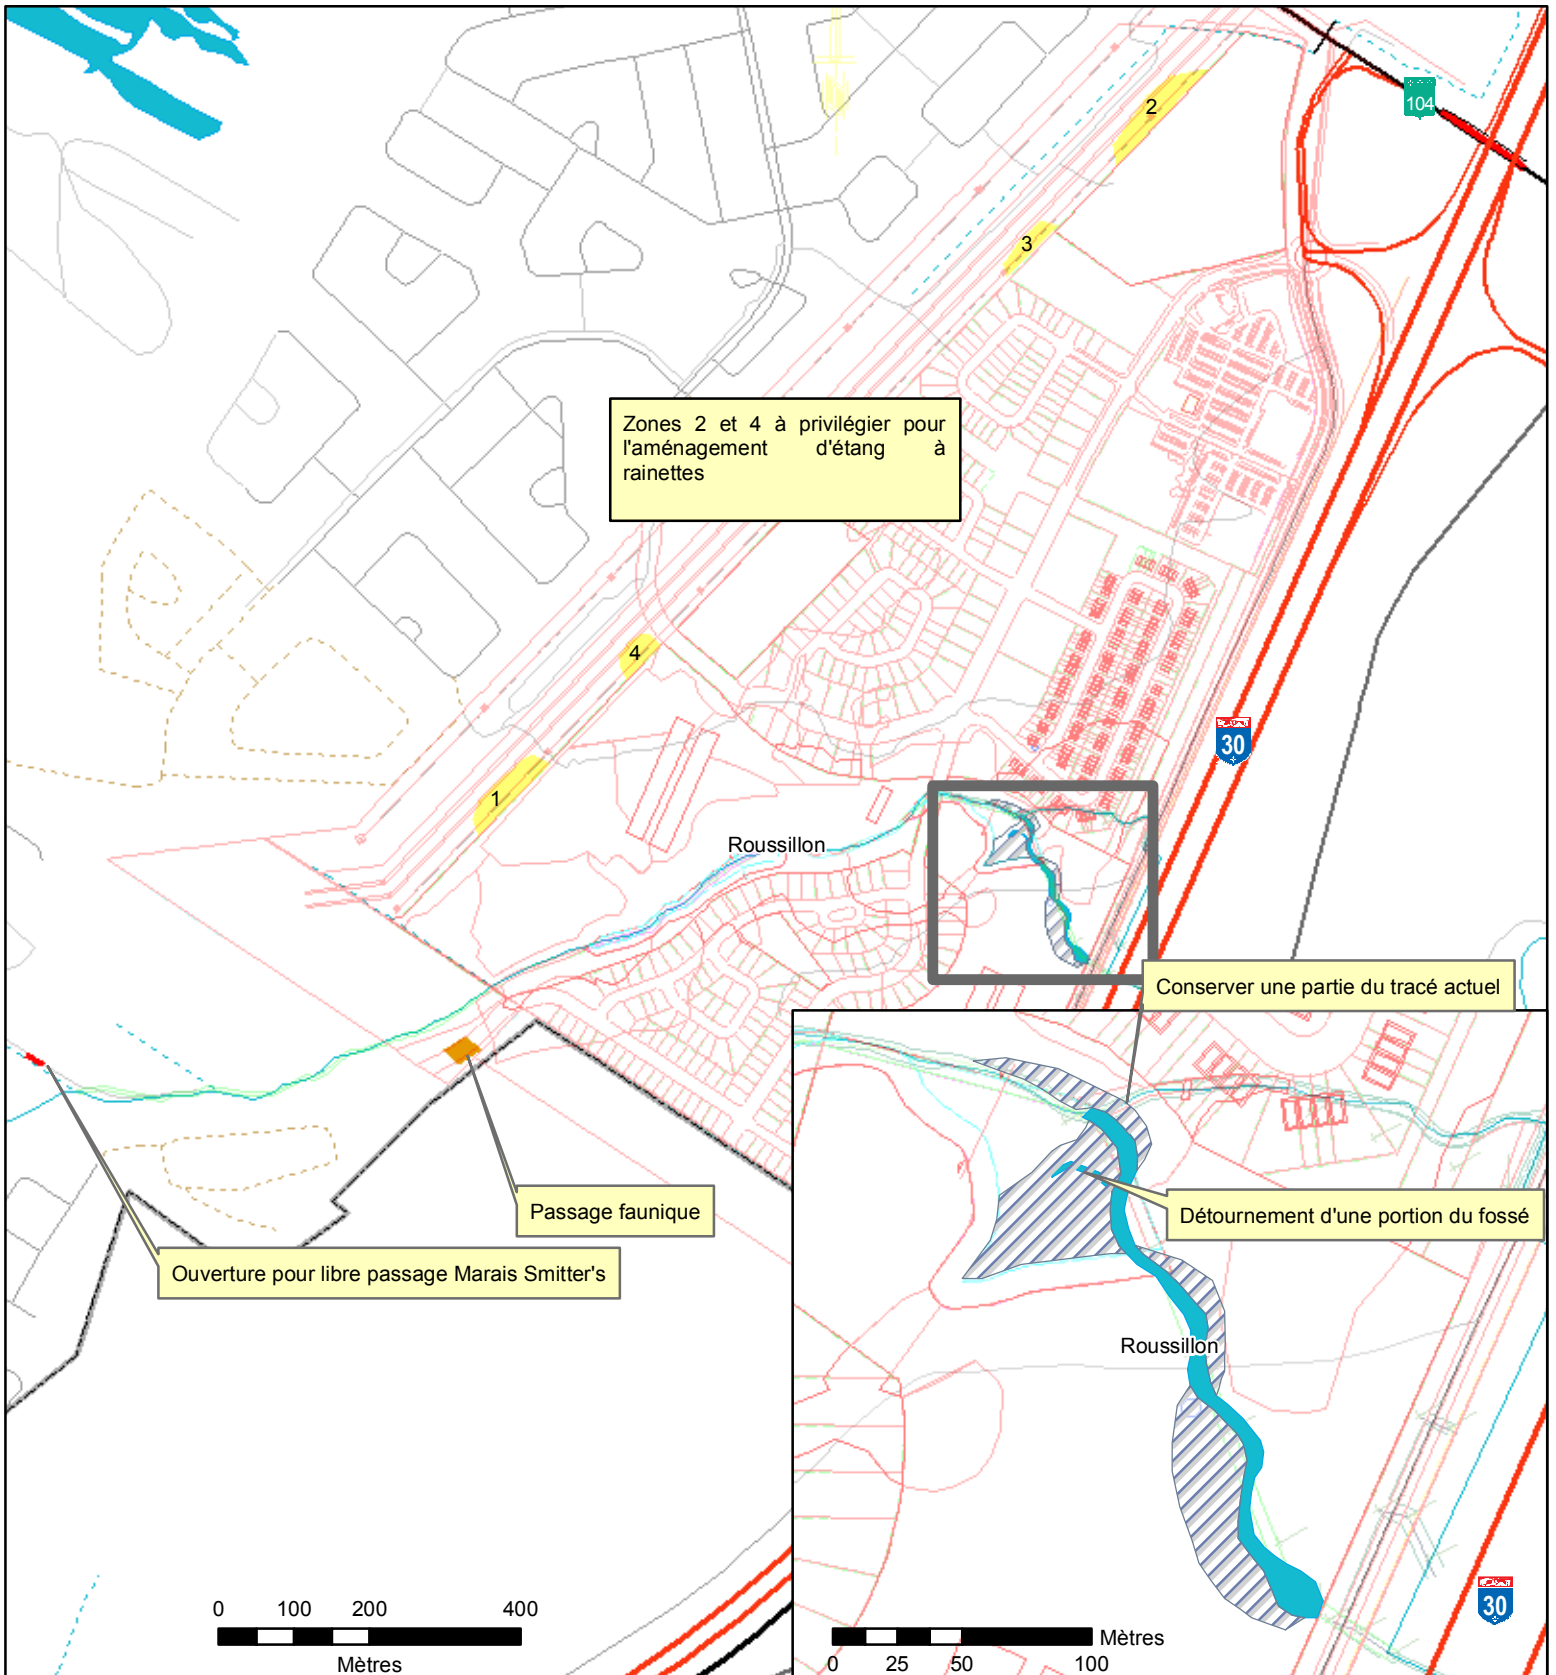 104
2
3
Zones 2 et 4 à privilégier pour
l'aménagement d'étang à
rainettes
4
30
1
Roussillon
Conserver une partie du tracé actuel
Passage faunique
Détournement d'une portion du fossé
Ouverture pour libre passage Marais Smitter's
Roussillon
30
0 100 200 400
Mètres
Mètres
0 25 50 100